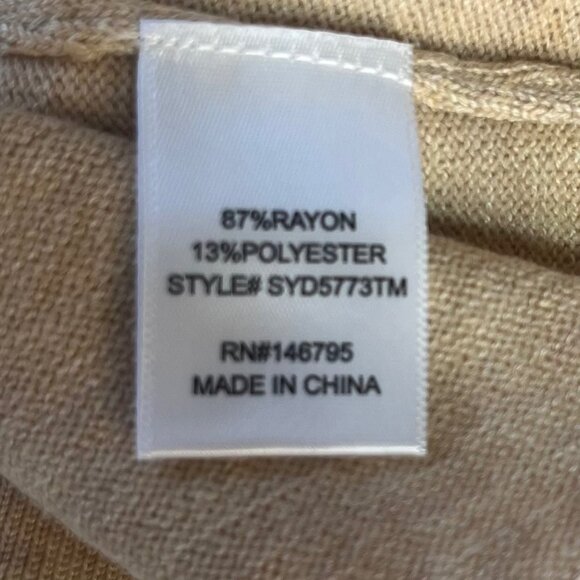 87%RAYON
13%POLYESTER
STYLE# SYD5773TM
RN#146795
MADE IN CHINA